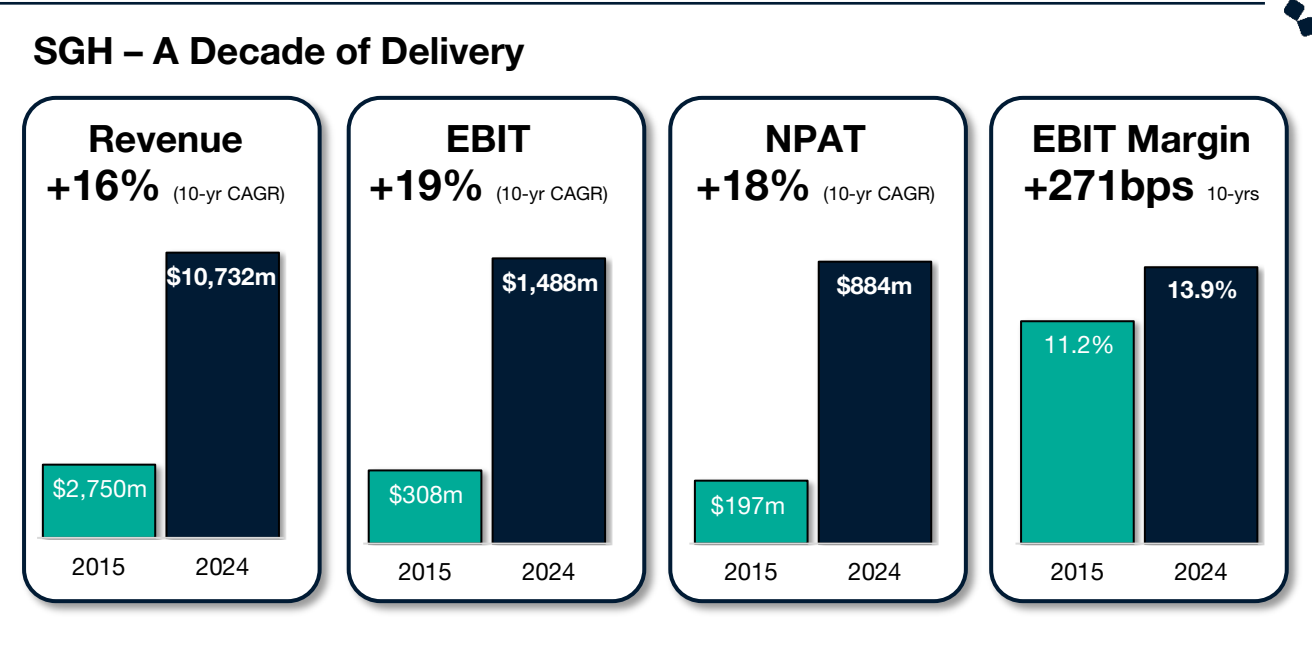 SGH – A Decade of Delivery
Revenue
+16% (10-yr CAGR)
$2,750m
$10,732m
2015 2024
EBIT
+19% (10-yr CAGR)
$308m
$1,488m
2015 2024
NPAT
+18% (10-yr CAGR)
$197m
$884m
2015 2024
EBIT Margin
+271bps 10-yrs
11.2%
13.9%
2015 2024